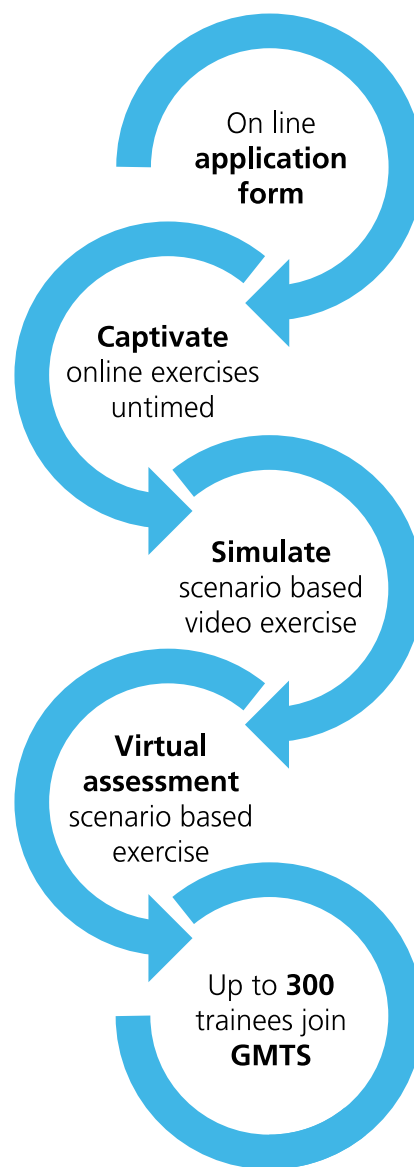 On line
application
form
Captivate
online exercises
untimed
Simulate
scenario based
video exercise
Virtual
assessment
scenario based
exercise
Up to 300
trainees join
GMTS